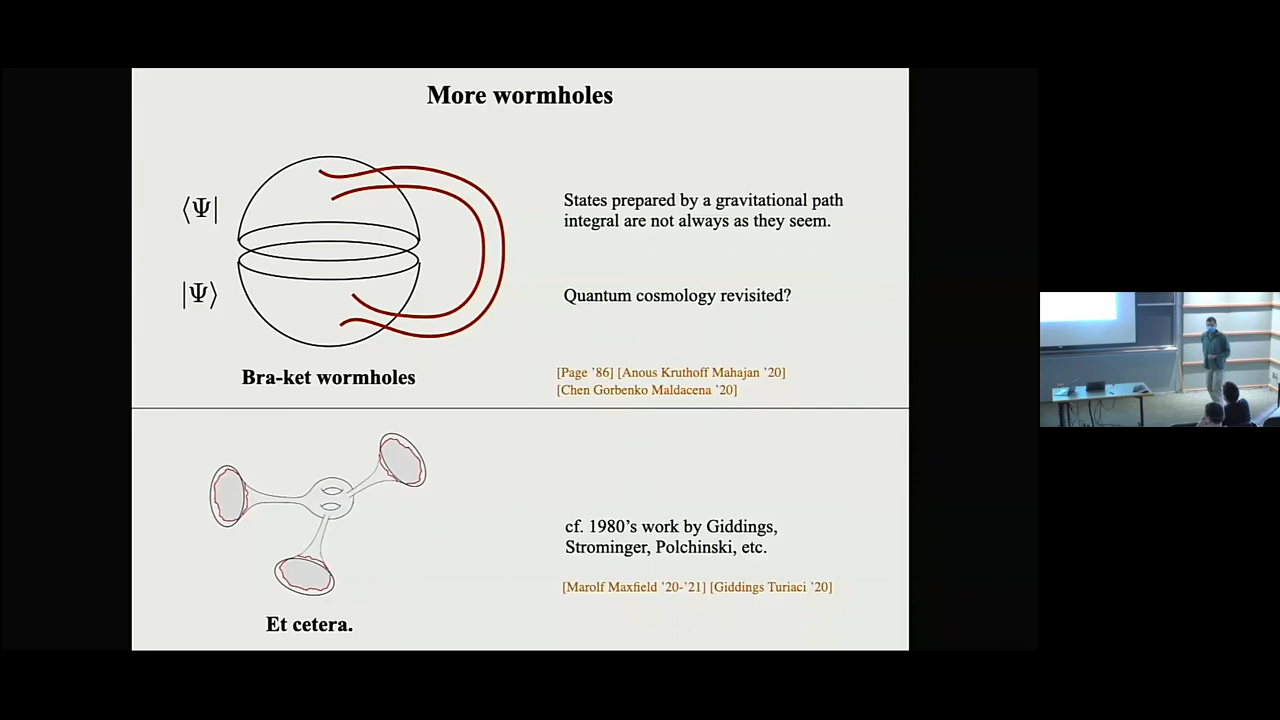 More wormholes
⟨Ψ|
|Ψ⟩
States prepared by a gravitational path
integral are not always as they seem.
Quantum cosmology revisited?
Bra-ket wormholes
[Page ’86] [Anous Kruthoff Mahajan ’20]
[Chen Gorbenko Maldacena ’20]
cf. 1980’s work by Giddings,
Strominger, Polchinski, etc.
[Marolf Maxfield ’20-’21] [Giddings Turiaci ’20]
Et cetera.